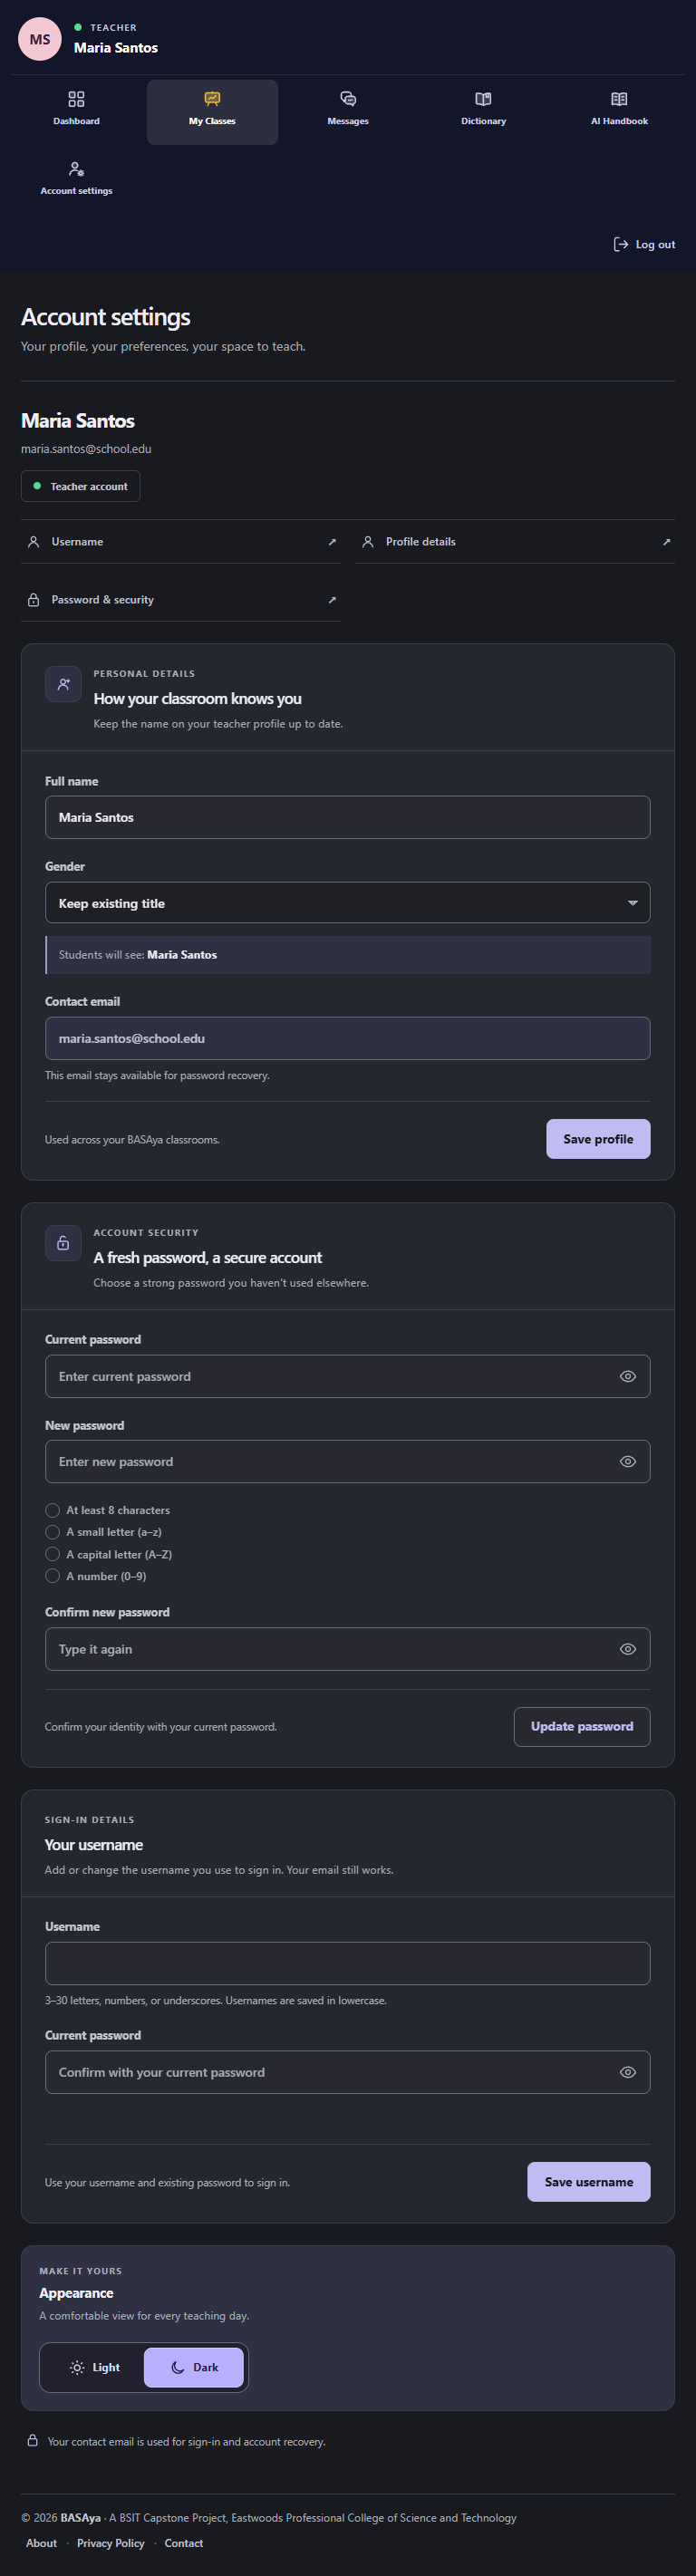 MS
TEACHER
Maria Santos
Dashboard
My Classes
Messages
Dictionary
AI Handbook
Account settings
Log out
Account settings
Your profile, your preferences, your space to teach.
Maria Santos
maria.santos@school.edu
Teacher account
Username ↗
Profile details ↗
Password & security ↗
PERSONAL DETAILS
How your classroom knows you
Keep the name on your teacher profile up to date.
Full name
Maria Santos
Gender
Keep existing title
Students will see: Maria Santos
Contact email
maria.santos@school.edu
This email stays available for password recovery.
Used across your BASAya classrooms.
Save profile
ACCOUNT SECURITY
A fresh password, a secure account
Choose a strong password you haven't used elsewhere.
Current password
Enter current password
New password
Enter new password
At least 8 characters
A small letter (a–z)
A capital letter (A–Z)
A number (0–9)
Confirm new password
Type it again
Confirm your identity with your current password.
Update password
SIGN-IN DETAILS
Your username
Add or change the username you use to sign in. Your email still works.
Username
3–30 letters, numbers, or underscores. Usernames are saved in lowercase.
Current password
Confirm with your current password
Use your username and existing password to sign in.
Save username
MAKE IT YOURS
Appearance
A comfortable view for every teaching day.
Light
Dark
Your contact email is used for sign-in and account recovery.
© 2026 BASAya · A BSIT Capstone Project, Eastwoods Professional College of Science and Technology
About · Privacy Policy · Contact